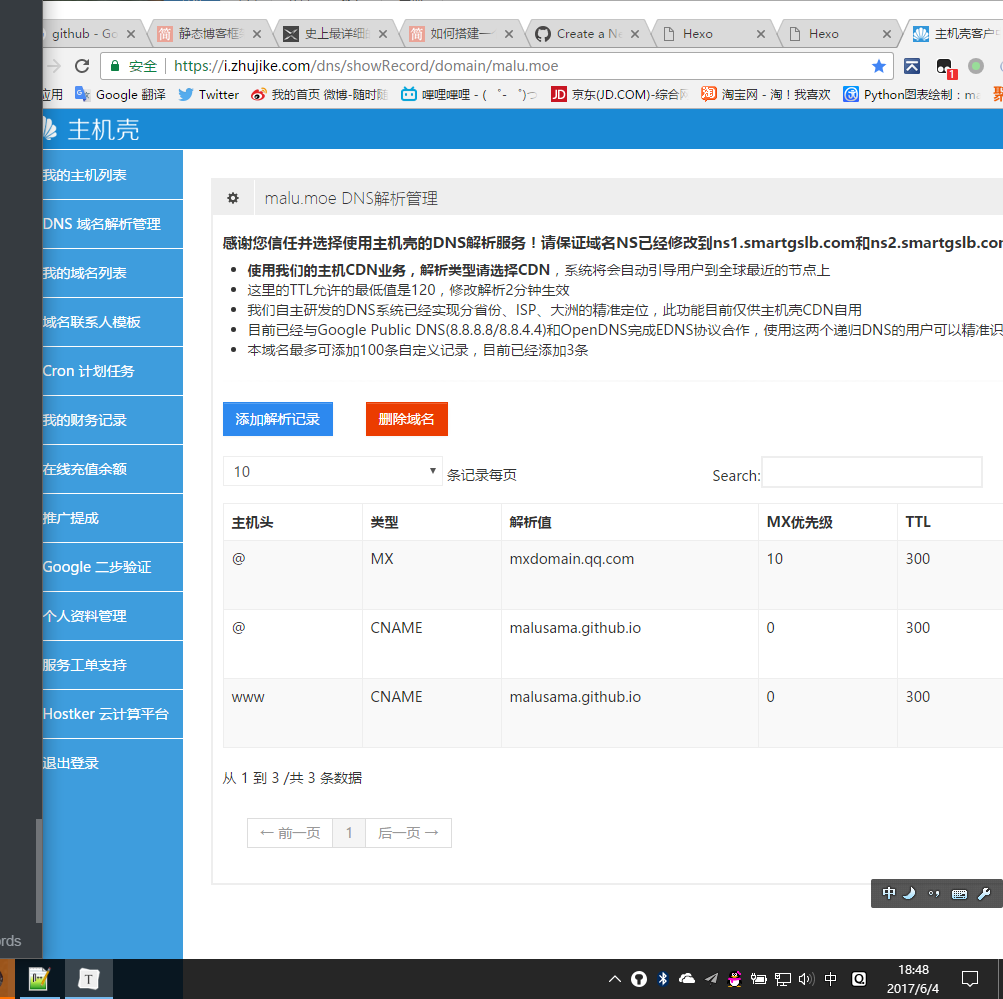 github - Go
静态博客框架
史上最详细的
如何搭建一个
Create a Ne
Hexo
Hexo
主机壳客户中
安全 https://i.zhujike.com/dns/showRecord/domain/malu.moe
1
应用 Google 翻译 Twitter 我的首页 微博-随时随 哔哩哔哩 - ( ゜- ゜)つ 京东(JD.COM)-综合网 淘宝网 - 淘！我喜欢 Python图表绘制：ma 聚
主机壳
我的主机列表
DNS 域名解析管理
我的域名列表
域名联系人模板
Cron 计划任务
我的财务记录
在线充值余额
推广提成
Google 二步验证
个人资料管理
服务工单支持
Hostker 云计算平台
退出登录
malu.moe DNS解析管理
感谢您信任并选择使用主机壳的DNS解析服务！请保证域名NS已经修改到ns1.smartgslb.com和ns2.smartgslb.com
使用我们的主机CDN业务，解析类型请选择CDN，系统将会自动引导用户到全球最近的节点上
这里的TTL允许的最低值是120，修改解析2分钟生效
我们自主研发的DNS系统已经实现分省份、ISP、大洲的精准定位，此功能目前仅供主机壳CDN自用
目前已经与Google Public DNS(8.8.8.8/8.8.4.4)和OpenDNS完成EDNS协议合作，使用这两个递归DNS的用户可以精准识
本域名最多可添加100条自定义记录，目前已经添加3条
添加解析记录 删除域名
10 条记录每页 Search:
主机头 类型 解析值 MX优先级 TTL
@ MX mxdomain.qq.com 10 300
@ CNAME malusama.github.io 0 300
www CNAME malusama.github.io 0 300
从 1 到 3 /共 3 条数据
← 前一页 1 后一页 →
中
ords
T
中
18:48
2017/6/4